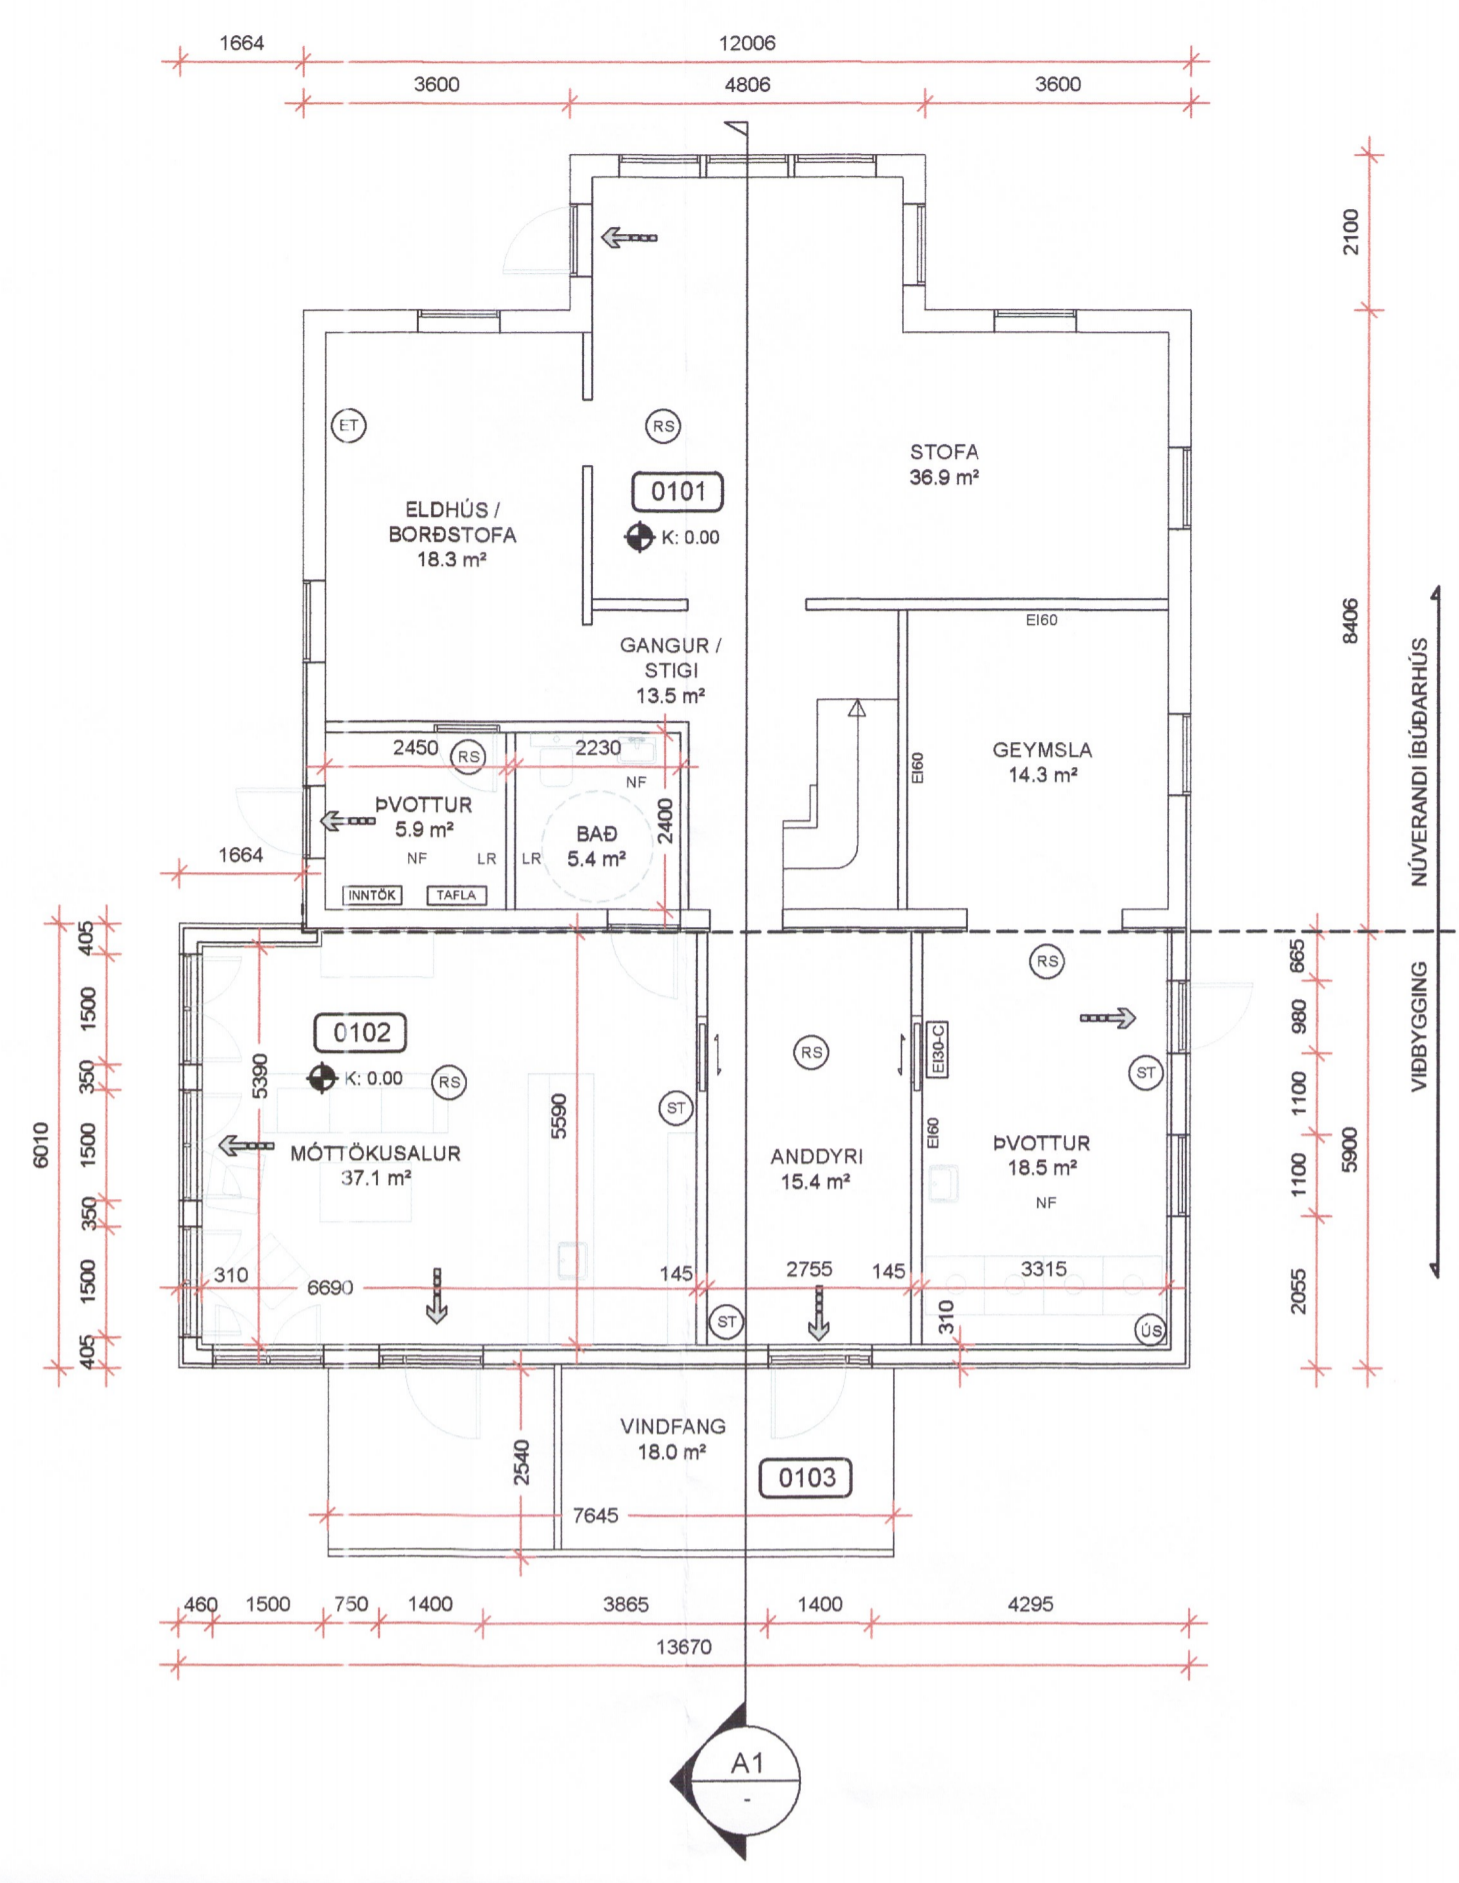 1664
12006
3600
4806
3600
2100
ET
RS
STOFA
36.9 m²
0101
ELDHÚS /
BORÐSTOFA
18.3 m²
K: 0.00
8406
EI60
GANGUR /
STIGI
13.5 m²
NÚVERANDI ÍBÚÐARHÚS
2450
RS
2230
NF
EI60
GEYMSLA
14.3 m²
ÞVOTTUR
5.9 m²
2400
BAÐ
5.4 m²
NF
LR
LR
1664
INNTÖK
TAFLA
405
665
RS
1500
980
0102
EI30-C
RS
VIÐBYGGING
350
5390
K: 0.00
RS
ST
ST
1100
5590
6010
1500
EI60
5900
MÓTTÖKUSALUR
37.1 m²
ANDDYRI
15.4 m²
ÞVOTTUR
18.5 m²
1100
350
NF
1500
310
6690
145
2755
145
3315
2055
310
ST
ÚS
405
VINDFANG
18.0 m²
2540
0103
7645
460
1500
750
1400
3865
1400
4295
13670
A1
-